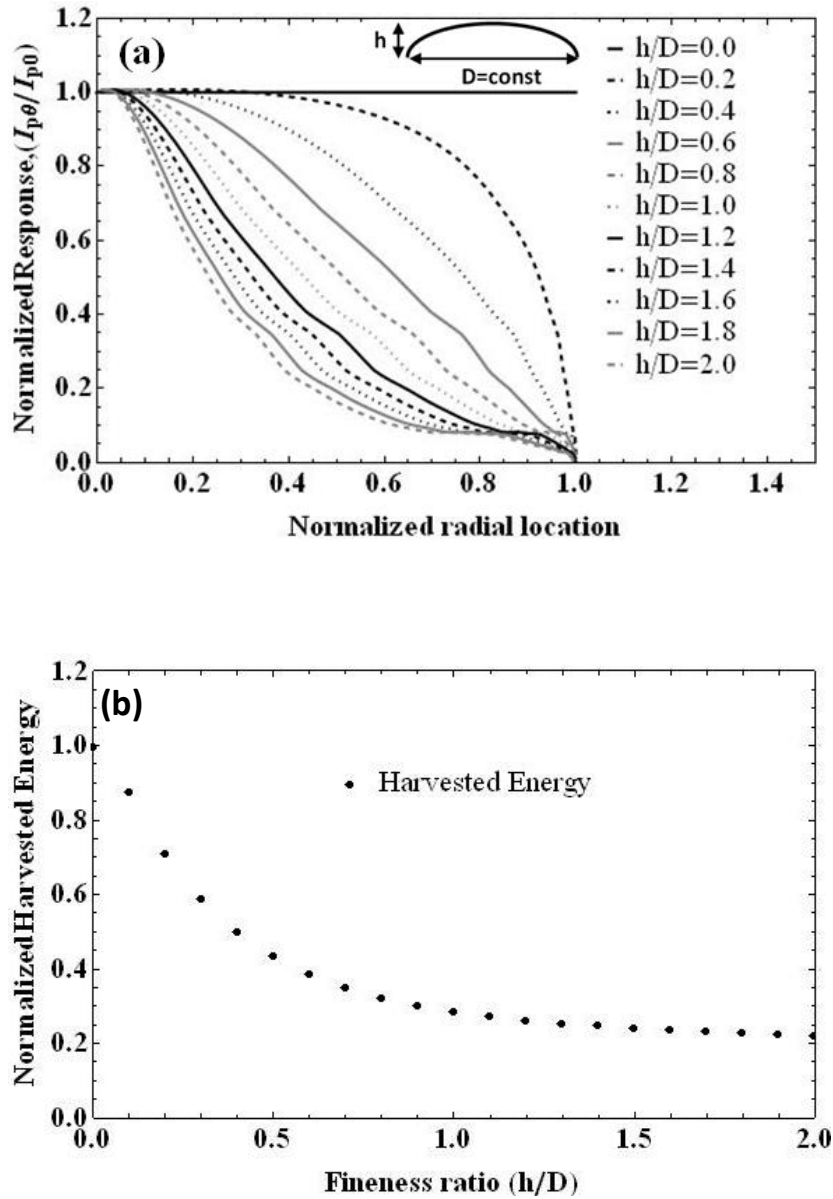 (a)
h
D=const
Normalized Response, (Ipθ/Ip0)
1.2
1.0
0.8
0.6
0.4
0.2
0.0
h/D=0.0
h/D=0.2
h/D=0.4
h/D=0.6
h/D=0.8
h/D=1.0
h/D=1.2
h/D=1.4
h/D=1.6
h/D=1.8
h/D=2.0
0.0 0.2 0.4 0.6 0.8 1.0 1.2 1.4
Normalized radial location
(b)
Normalized Harvested Energy
1.2
1.0
0.8
0.6
0.4
0.2
0.0
Harvested Energy
0.0 0.5 1.0 1.5 2.0
Fineness ratio (h/D)